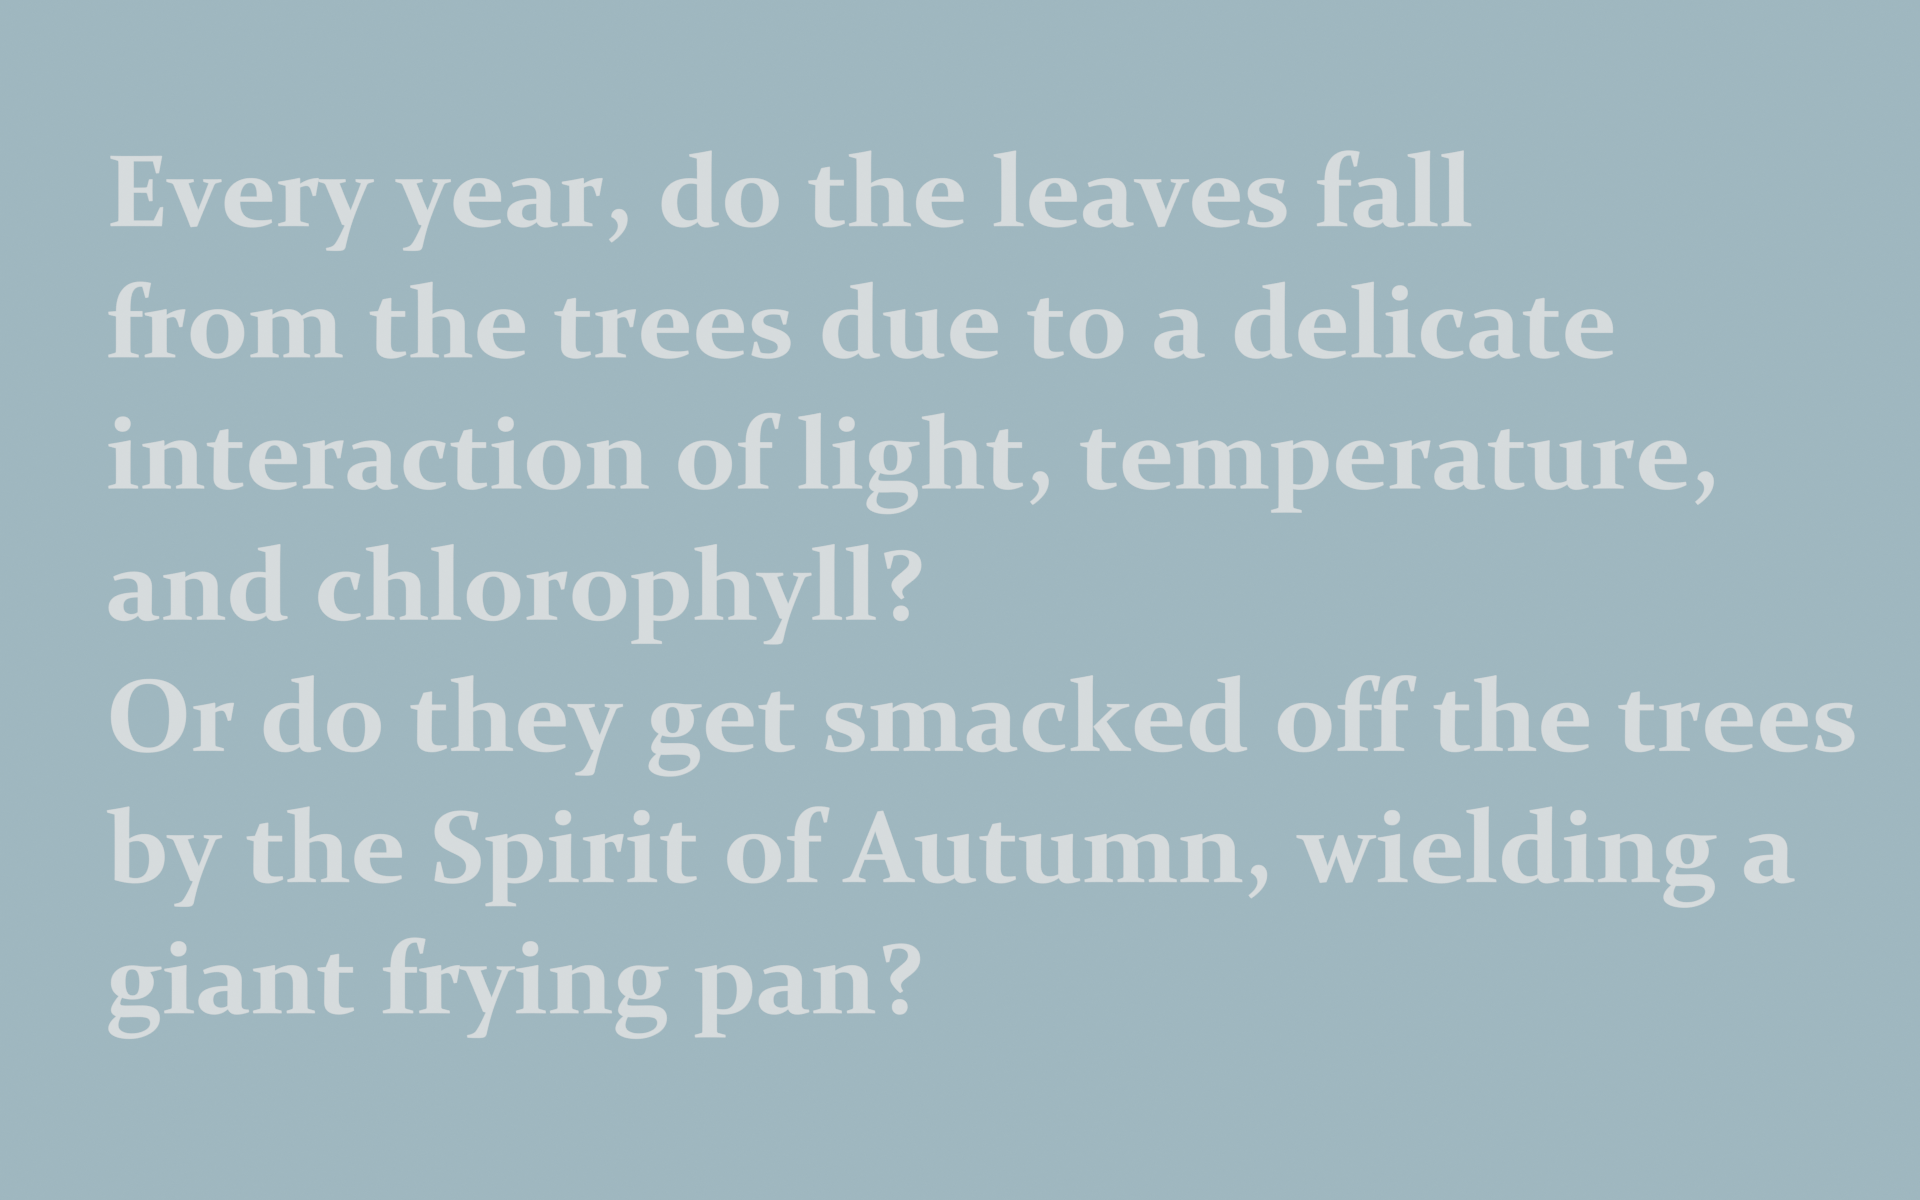 Every year, do the leaves fall
from the trees due to a delicate
interaction of light, temperature,
and chlorophyll?
Or do they get smacked off the trees
by the Spirit of Autumn, wielding a
giant frying pan?